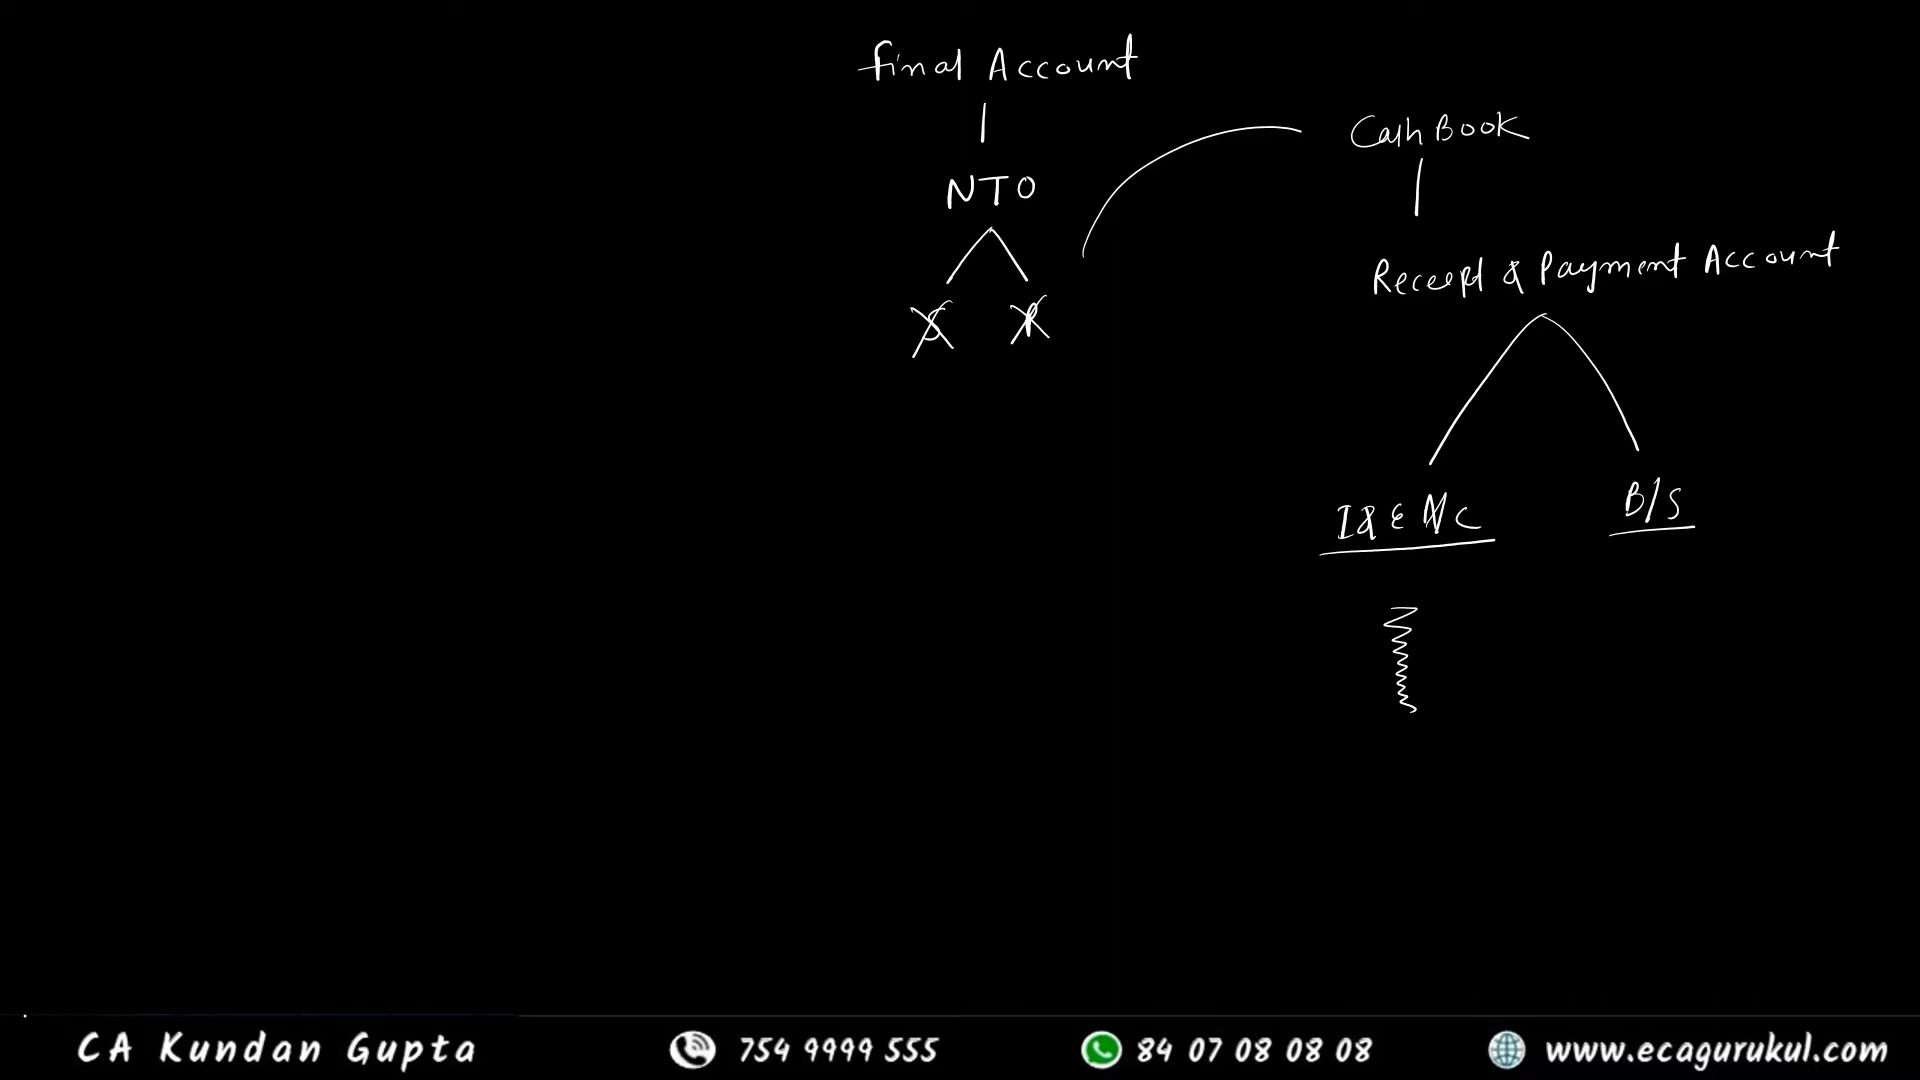 Final Account
NTO
S P
Cash Book
Receipt & Payment Account
I & E A/C
B/S
CA Kundan Gupta 754 9999 555 84 07 08 08 08 www.ecagurukul.com